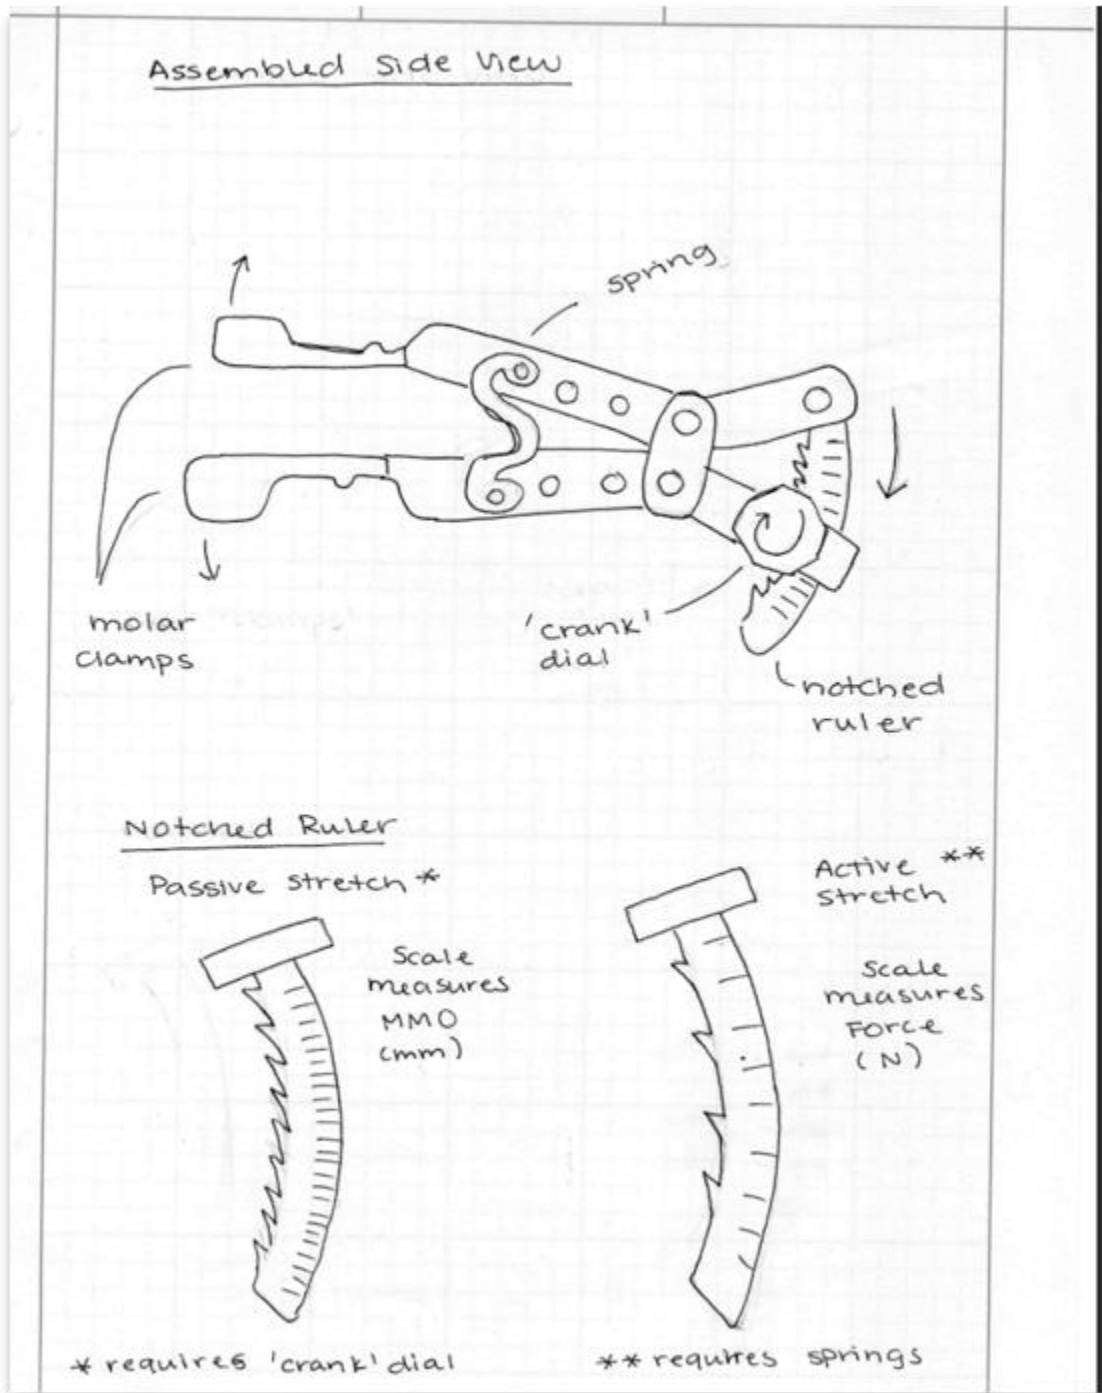 Assembled Side View
spring
molar
clamps
'crank'
dial
notched
ruler
Notched Ruler
Passive stretch *
Scale
measures
MMO
(mm)
Active **
stretch
Scale
measures
Force
(N)
* requires 'crank' dial
** requires springs